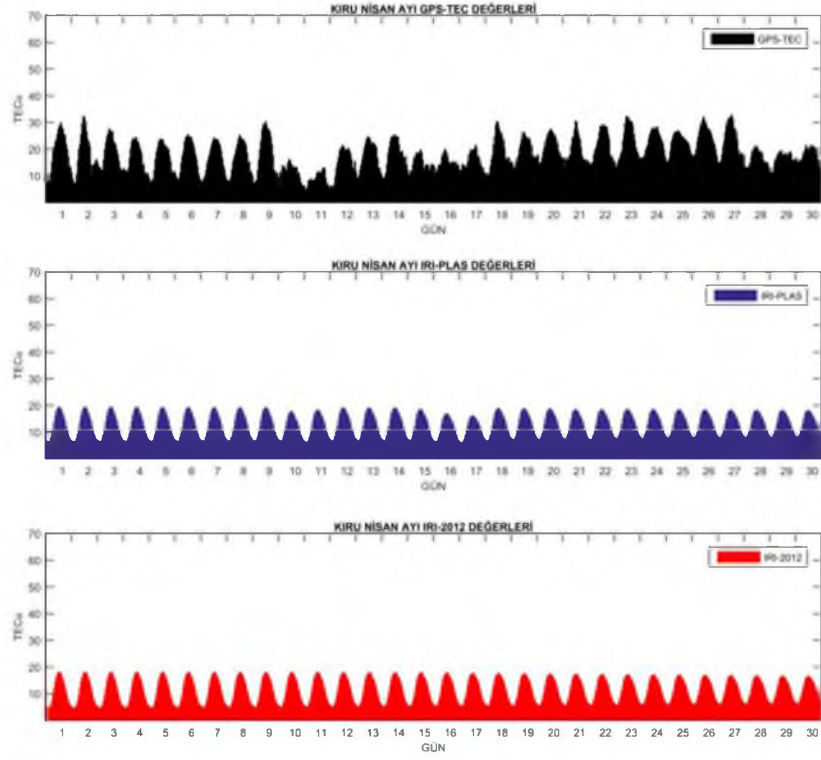 KIRU NİSAN AYI GPS-TEC DEĞERLERİ
70
60
50
40
30
20
10
TECu
GPS-TEC
1 2 3 4 5 6 7 8 9 10 11 12 13 14 15 16 17 18 19 20 21 22 23 24 25 26 27 28 29 30
GÜN
KIRU NİSAN AYI IRI-PLAS DEĞERLERİ
70
60
50
40
30
20
10
TECu
IRI-PLAS
1 2 3 4 5 6 7 8 9 10 11 12 13 14 15 16 17 18 19 20 21 22 23 24 25 26 27 28 29 30
GÜN
KIRU NİSAN AYI IRI-2012 DEĞERLERİ
70
60
50
40
30
20
10
TECu
IRI-2012
1 2 3 4 5 6 7 8 9 10 11 12 13 14 15 16 17 18 19 20 21 22 23 24 25 26 27 28 29 30
GÜN